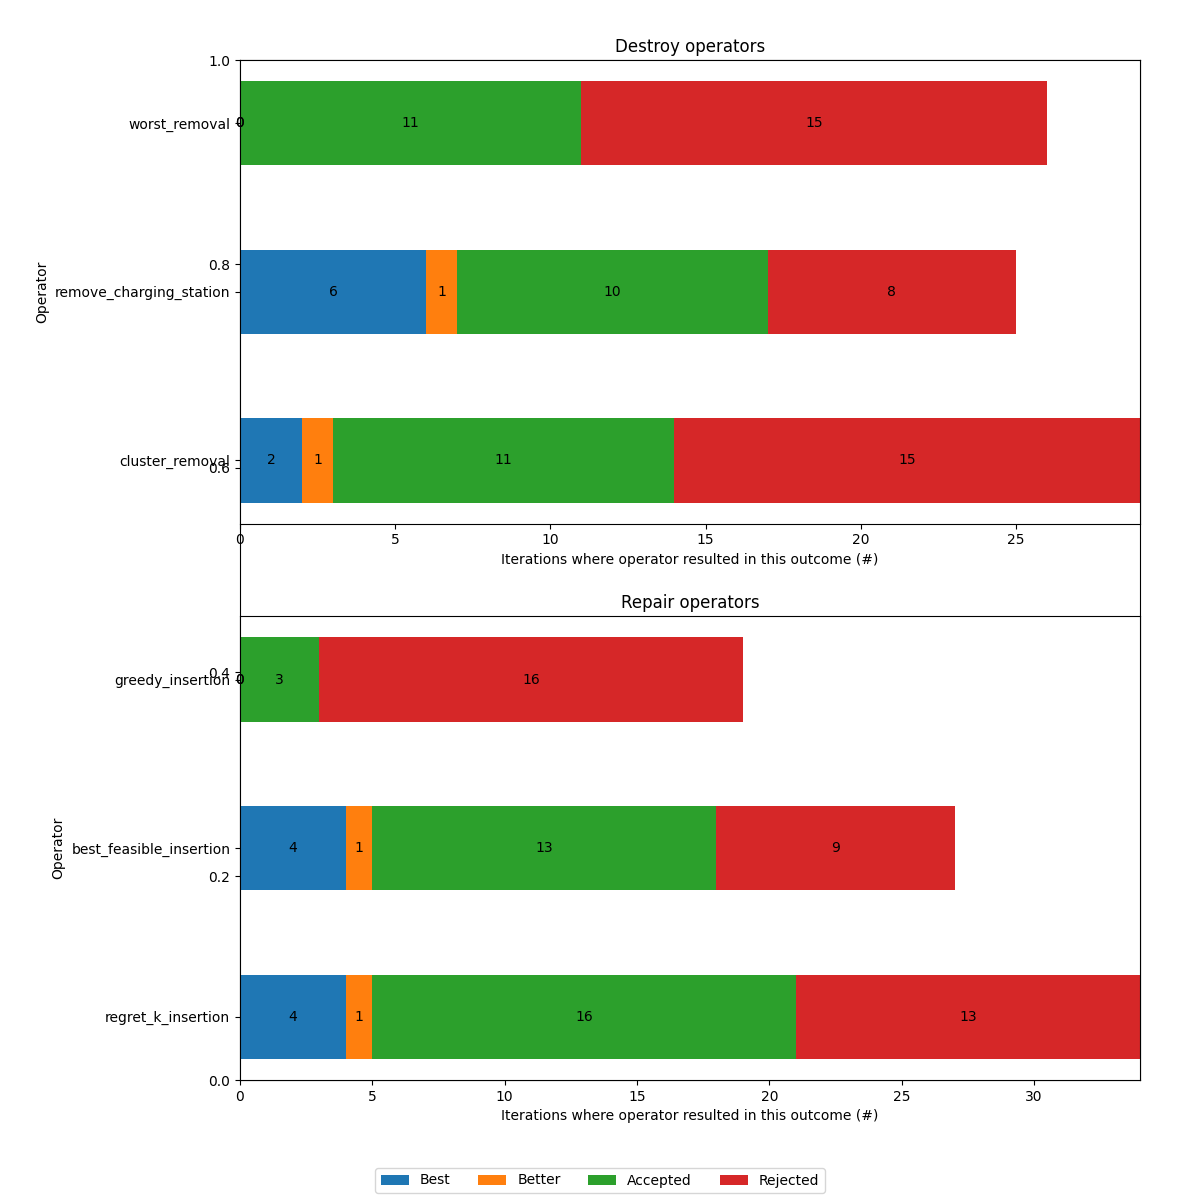 Destroy operators
1.0
worst_removal
0
11
15
0.8
Operator
remove_charging_station
6
1
10
8
cluster_removal
0.6
2
1
11
15
0 5 10 15 20 25
Iterations where operator resulted in this outcome (#)
Repair operators
0.4
greedy_insertion
0
3
16
Operator
best_feasible_insertion
4
1
13
9
0.2
regret_k_insertion
4
1
16
13
0.0
0 5 10 15 20 25 30
Iterations where operator resulted in this outcome (#)
Best Better Accepted Rejected